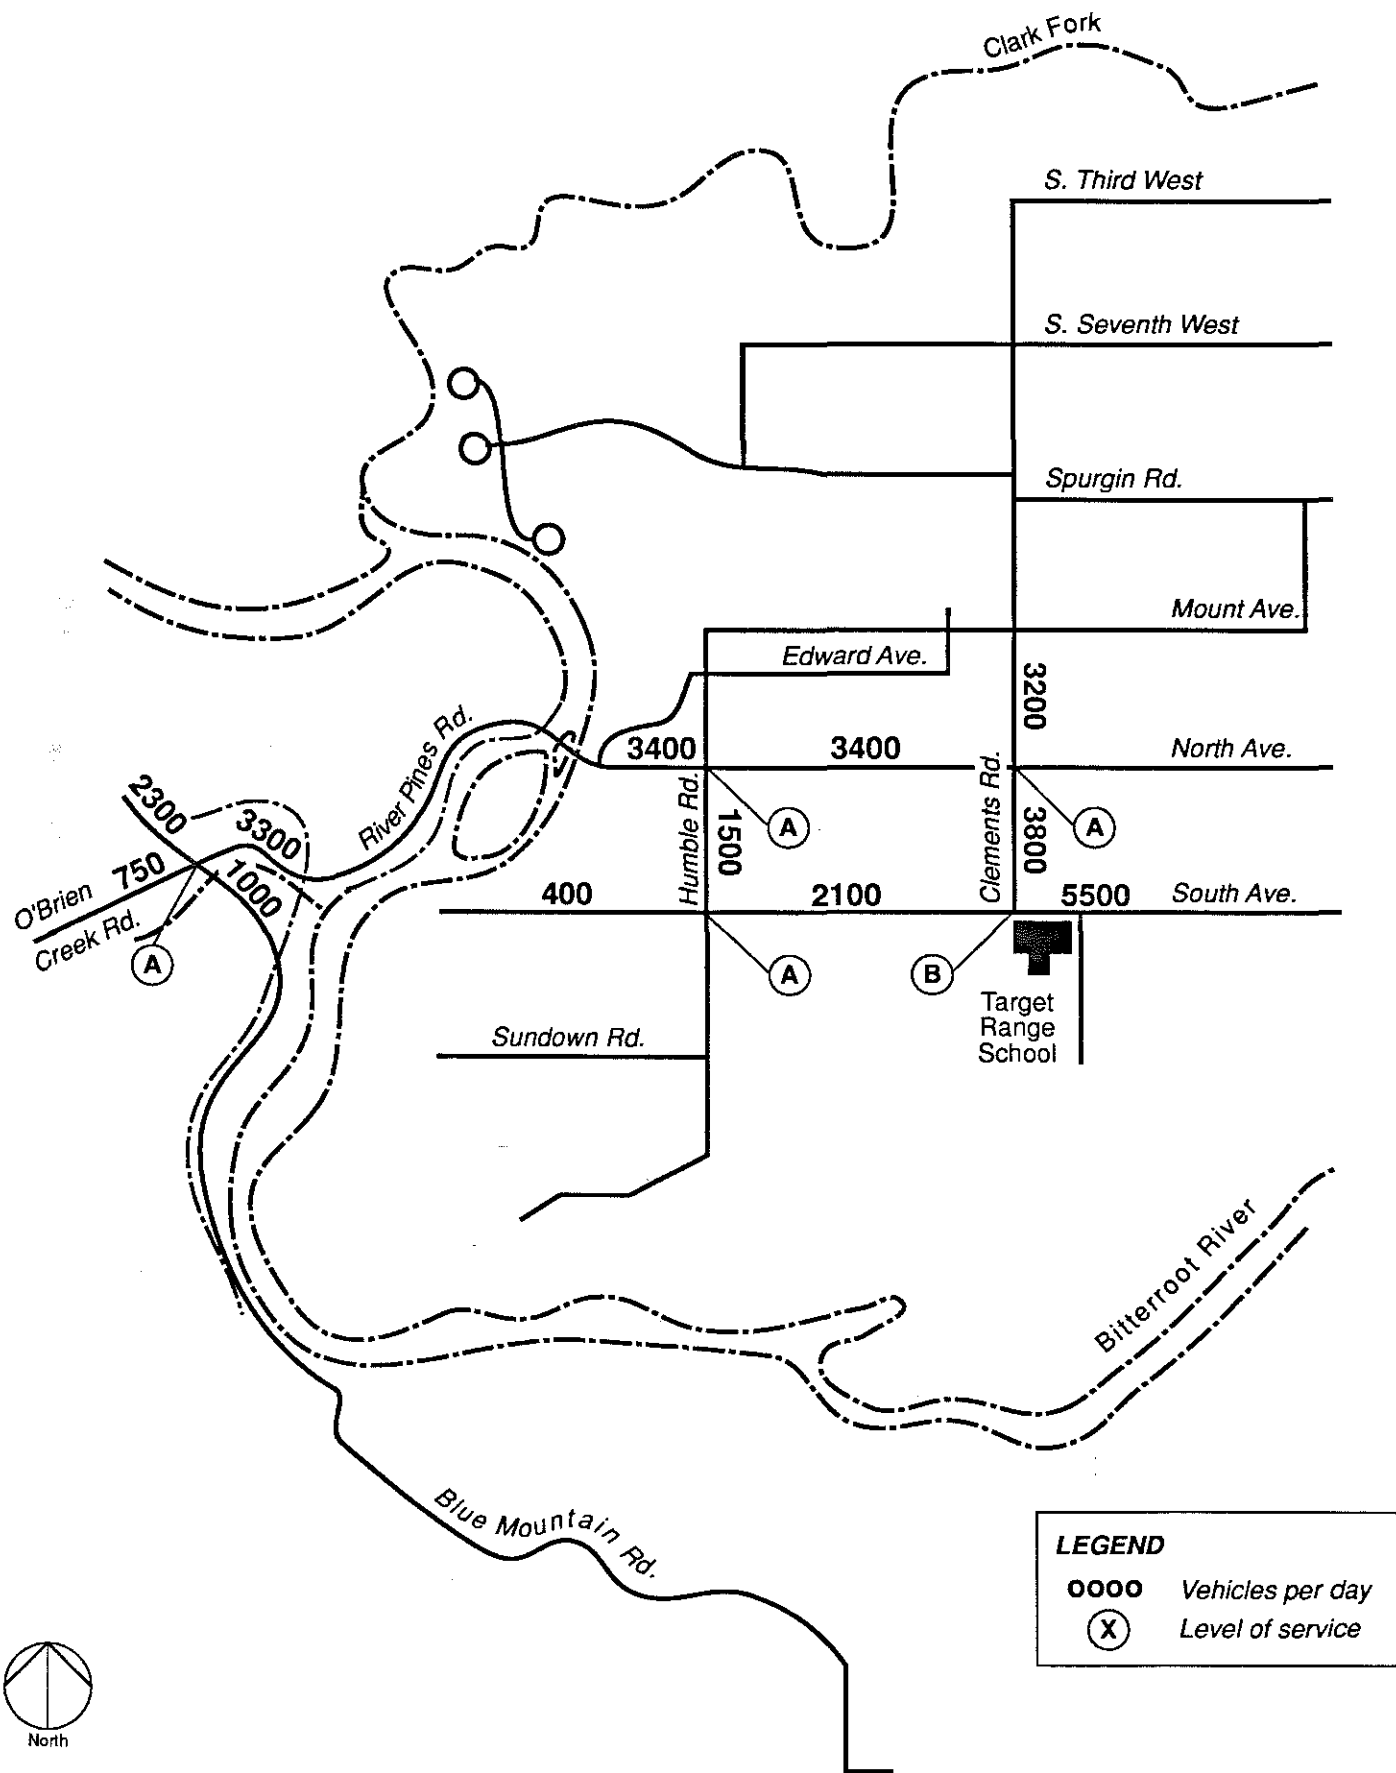 Clark Fork
S. Third West
S. Seventh West
Spurgin Rd.
Mount Ave.
Edward Ave.
3200
River Pines Rd.
3400
3400
North Ave.
2300
3300
Humble Rd.
1500
A
Clements Rd.
3800
A
O'Brien
Creek Rd.
750
1000
400
2100
5500
South Ave.
A
A
B
Target
Range
School
Sundown Rd.
Bitterroot River
Blue Mountain Rd.
LEGEND
0000 Vehicles per day
X Level of service
North